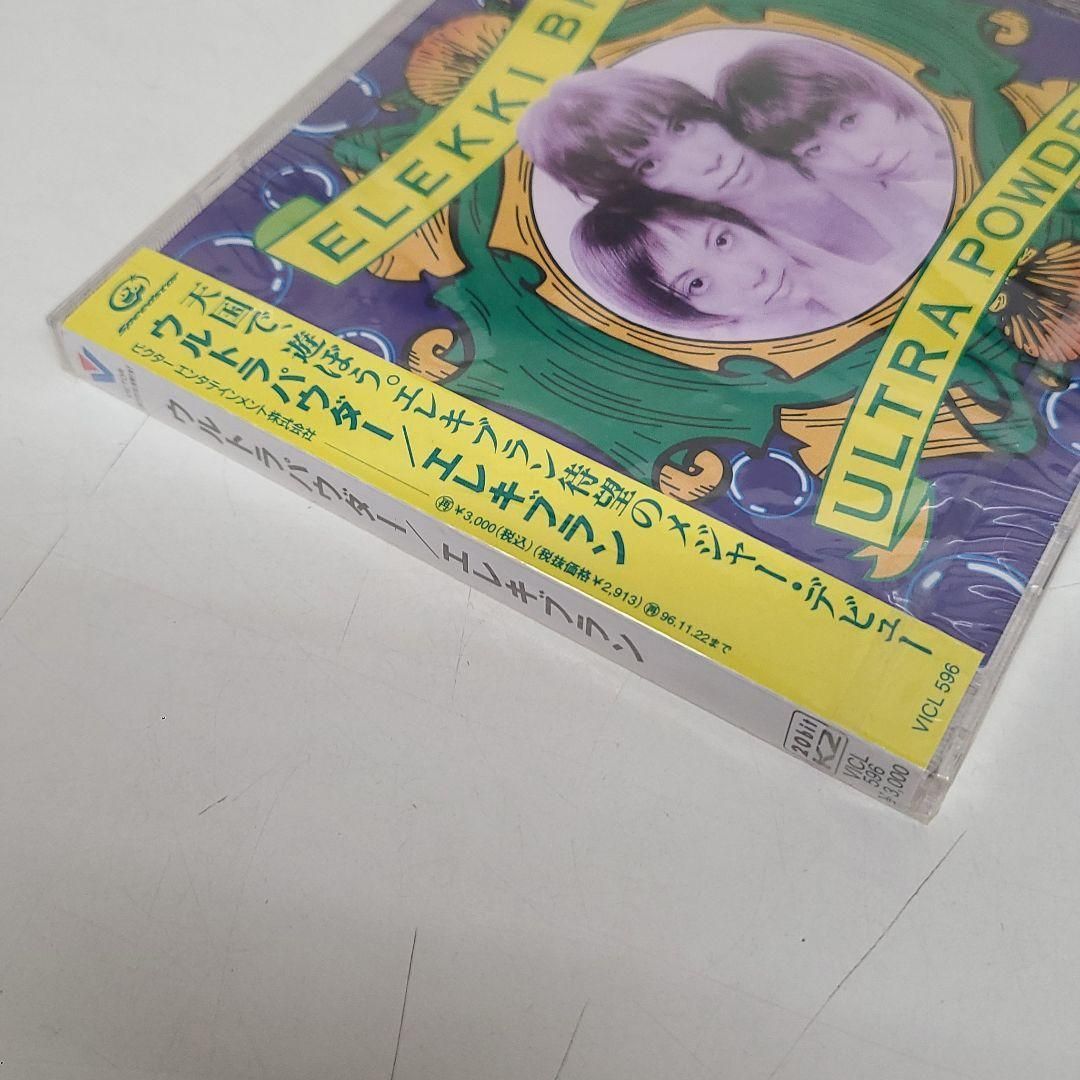 ELEKKI B
ULTRA POWDE
Speedstar
天国で、遊ぼう。エレキブラン待望のメジャー・デビュー
ウルトラパウダー／エレキブラン
ビクターエンタテインメント株式会社
¥3,000(税込)(税抜価格¥2,913) 96.11.22まで
VICL 596
ウルトラパウダー／エレキブラン
20bit
K2
VICL
596
¥3,000